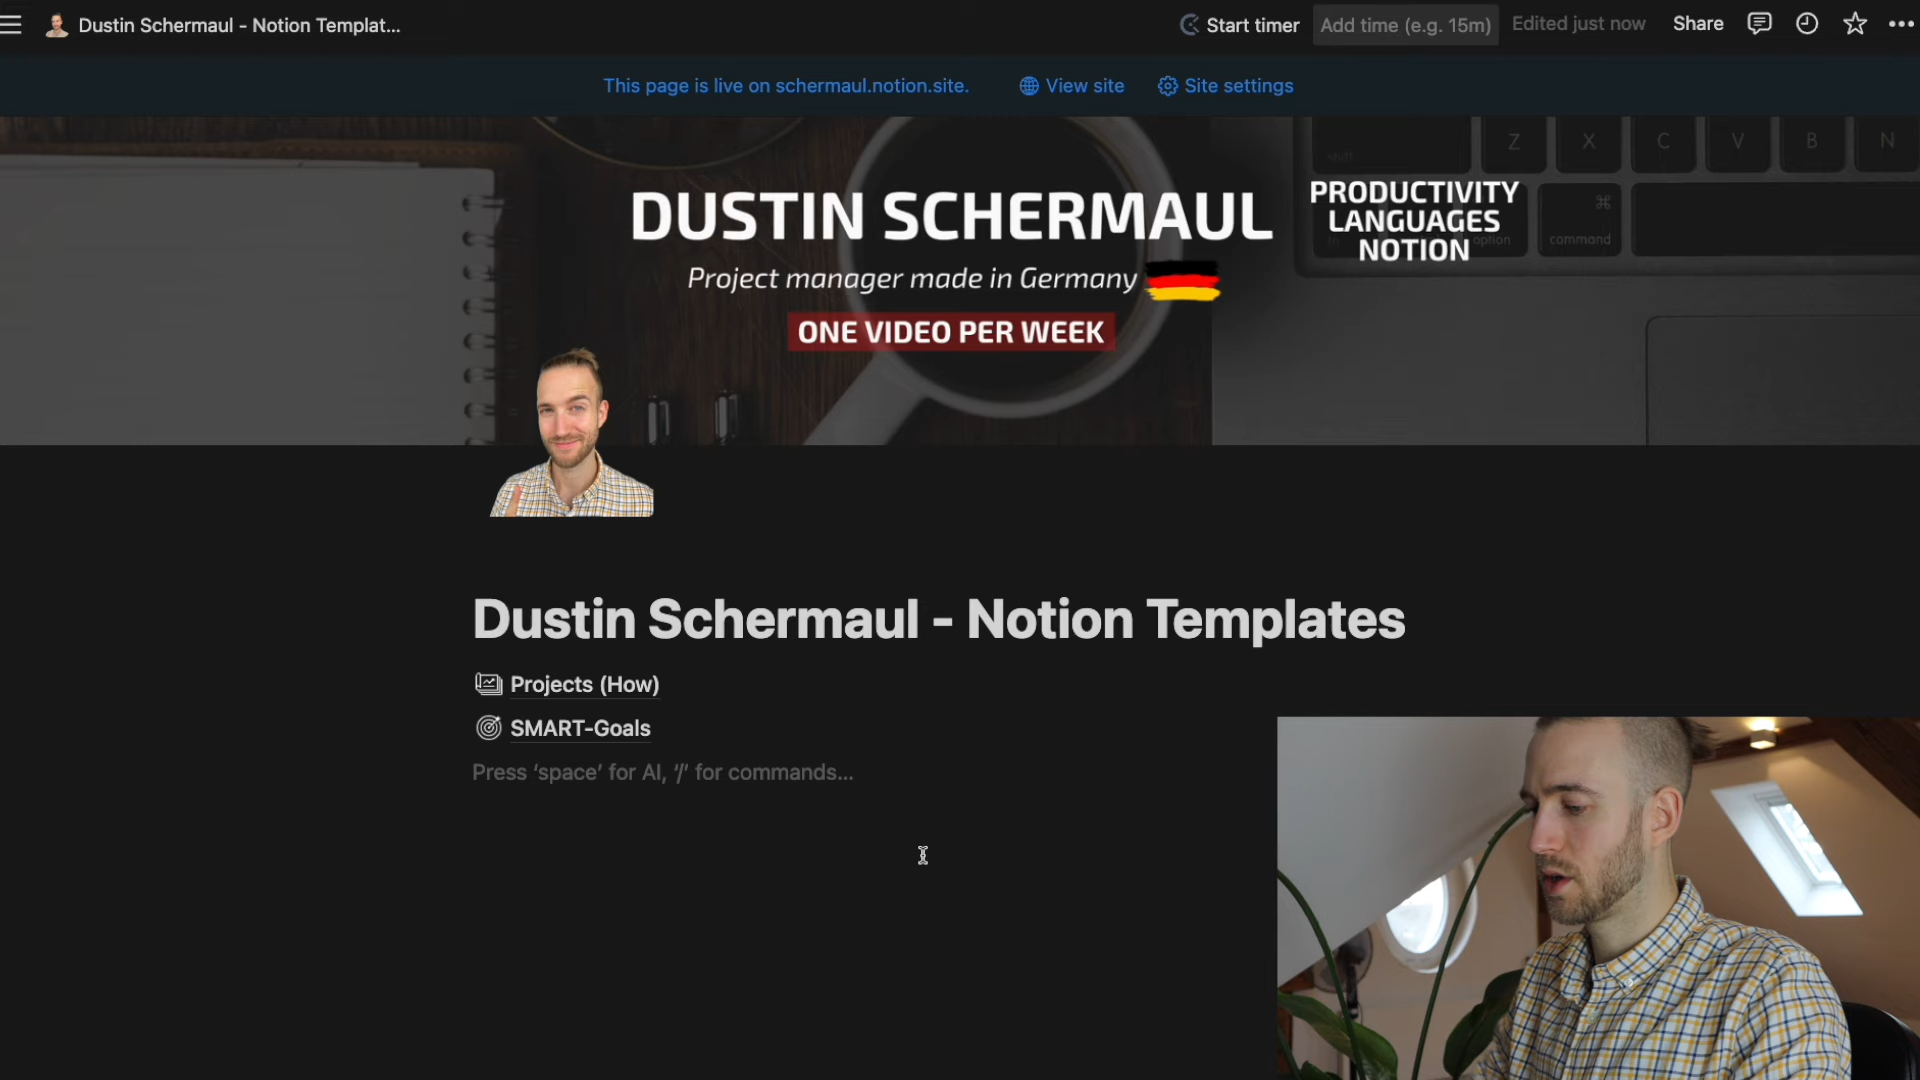 Dustin Schermaul - Notion Templat...
Start timer
Add time (e.g. 15m)
Edited just now
Share
This page is live on schermaul.notion.site.
View site
Site settings
DUSTIN SCHERMAUL
Project manager made in Germany
ONE VIDEO PER WEEK
PRODUCTIVITY
LANGUAGES
NOTION
shift
Z
X
C
V
B
N
⌘
option
command
Dustin Schermaul - Notion Templates
Projects (How)
SMART-Goals
Press ‘space’ for AI, ‘/’ for commands...